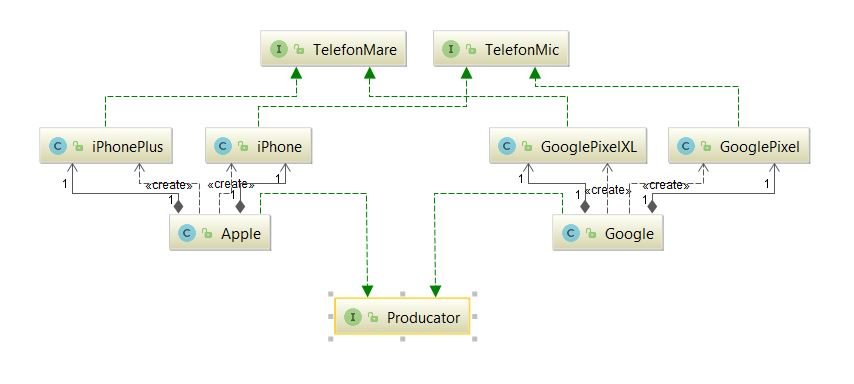 I TelefonMare
I TelefonMic
C iPhonePlus
C iPhone
C GooglePixelXL
C GooglePixel
1
«create»
1
«create»
1
1
1
«create»
1
«create»
1
1
C Apple
C Google
I Producator